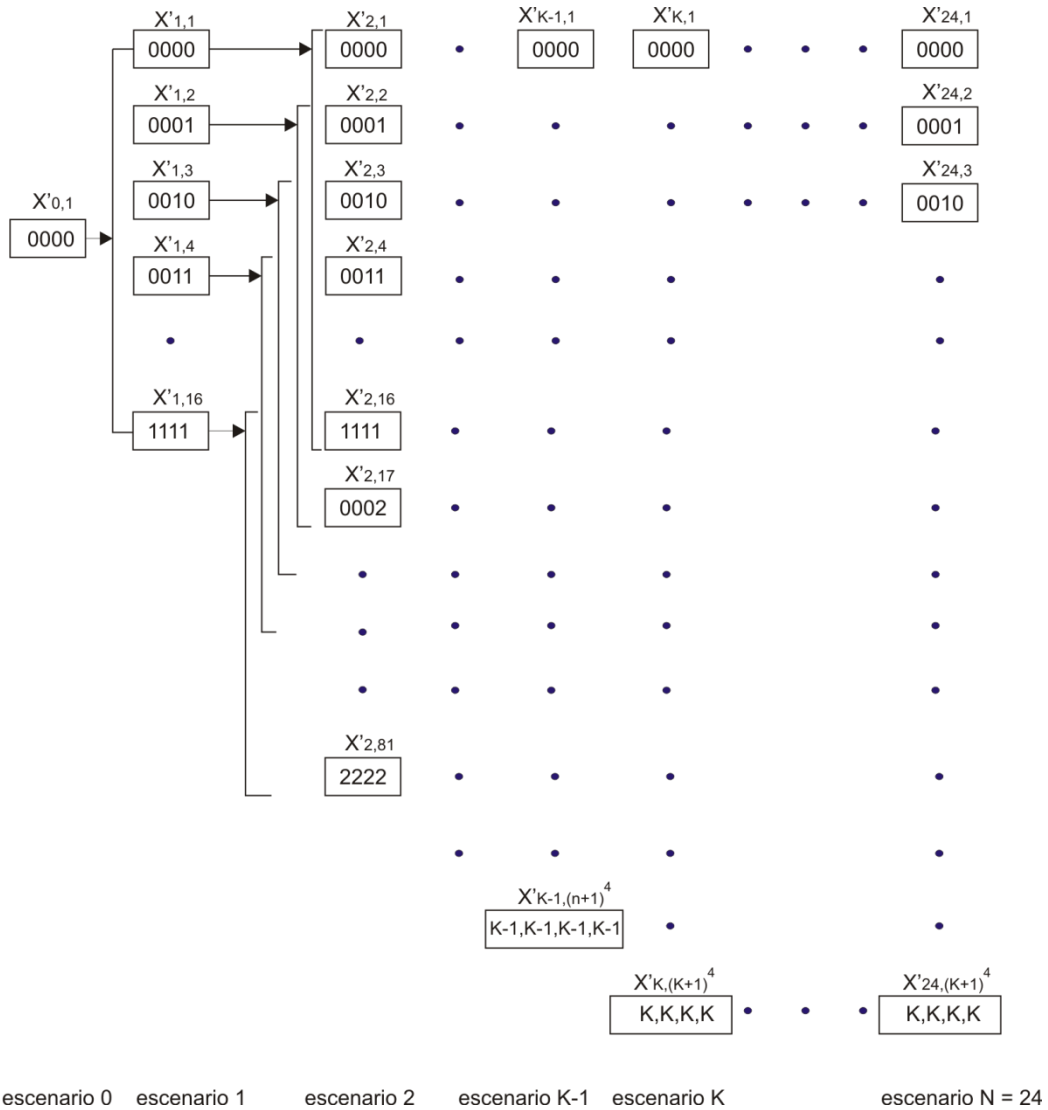 X'1,1 X'2,1 X'K-1,1 X'K,1 X'24,1
0000 0000 0000 0000 0000
X'1,2 X'2,2 X'24,2
0001 0001 0001
X'1,3 X'2,3 X'24,3
0010 0010 0010
X'0,1
0000
X'1,4 X'2,4
0011 0011
X'1,16 X'2,16
1111 1111
X'2,17
0002
X'2,81
2222
X'K-1,(n+1)^4
K-1,K-1,K-1,K-1
X'K,(K+1)^4 X'24,(K+1)^4
K,K,K,K K,K,K,K
escenario 0 escenario 1 escenario 2 escenario K-1 escenario K escenario N = 24